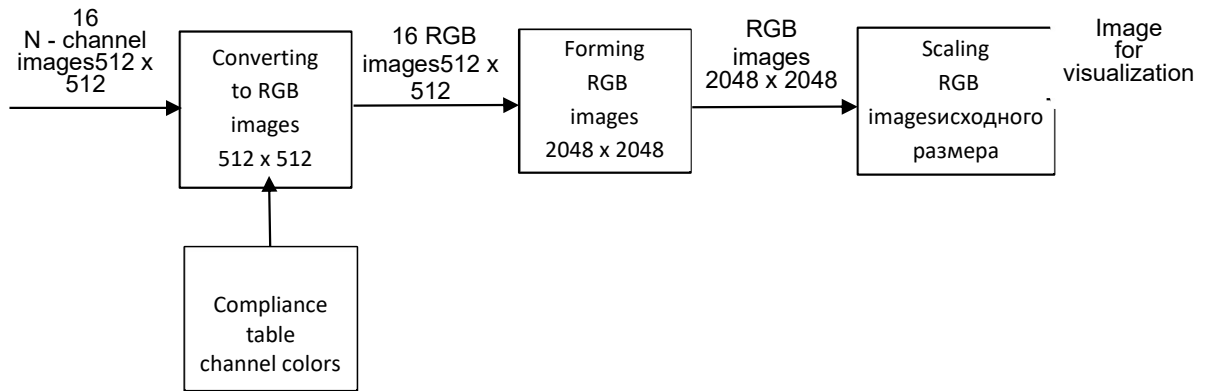 16
N - channel
images512 x
512
Converting
to RGB
images
512 x 512
16 RGB
images512 x
512
Forming
RGB
images
2048 x 2048
RGB
images
2048 x 2048
Scaling
RGB
imagesисходного
размера
Image
for
visualization
Compliance
table
channel colors